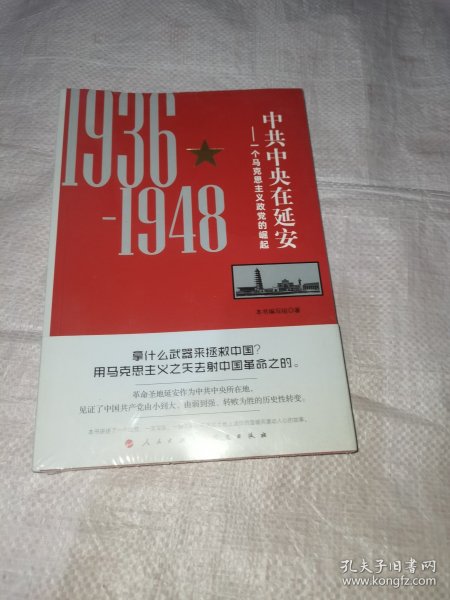 1936
-1948
中共中央在延安
——一个马克思主义政党的崛起
本书编写组◎著
拿什么武器来拯救中国？
用马克思主义之矢去射中国革命之的。
革命圣地延安作为中共中央所在地，
见证了中国共产党由小到大、由弱到强、转败为胜的历史性转变。
人民出版社
孔夫子旧书网
www.kongfz.com